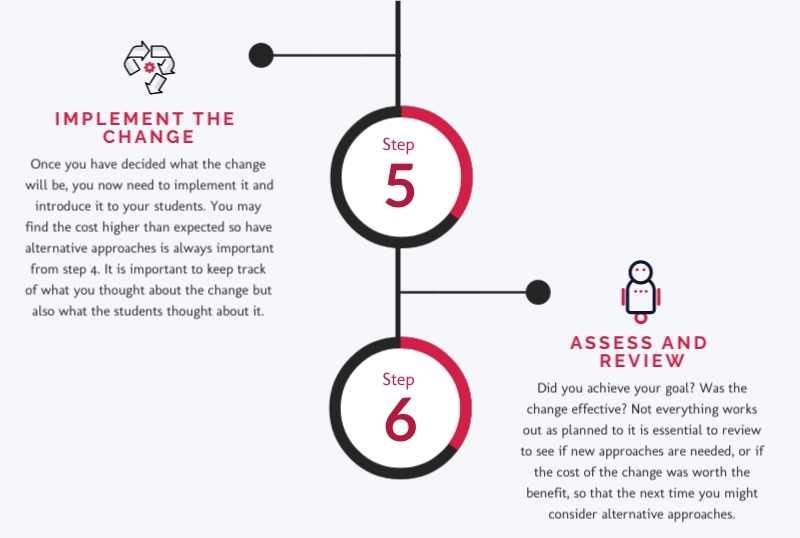 IMPLEMENT THE
CHANGE
Once you have decided what the change
will be, you now need to implement it and
introduce it to your students. You may
find the cost higher than expected so have
alternative approaches is always important
from step 4. It is important to keep track
of what you thought about the change but
also what the students thought about it.
Step
5
ASSESS AND
REVIEW
Did you achieve your goal? Was the
change effective? Not everything works
out as planned to it is essential to review
to see if new approaches are needed, or if
the cost of the change was worth the
benefit, so that the next time you might
consider alternative approaches.
Step
6